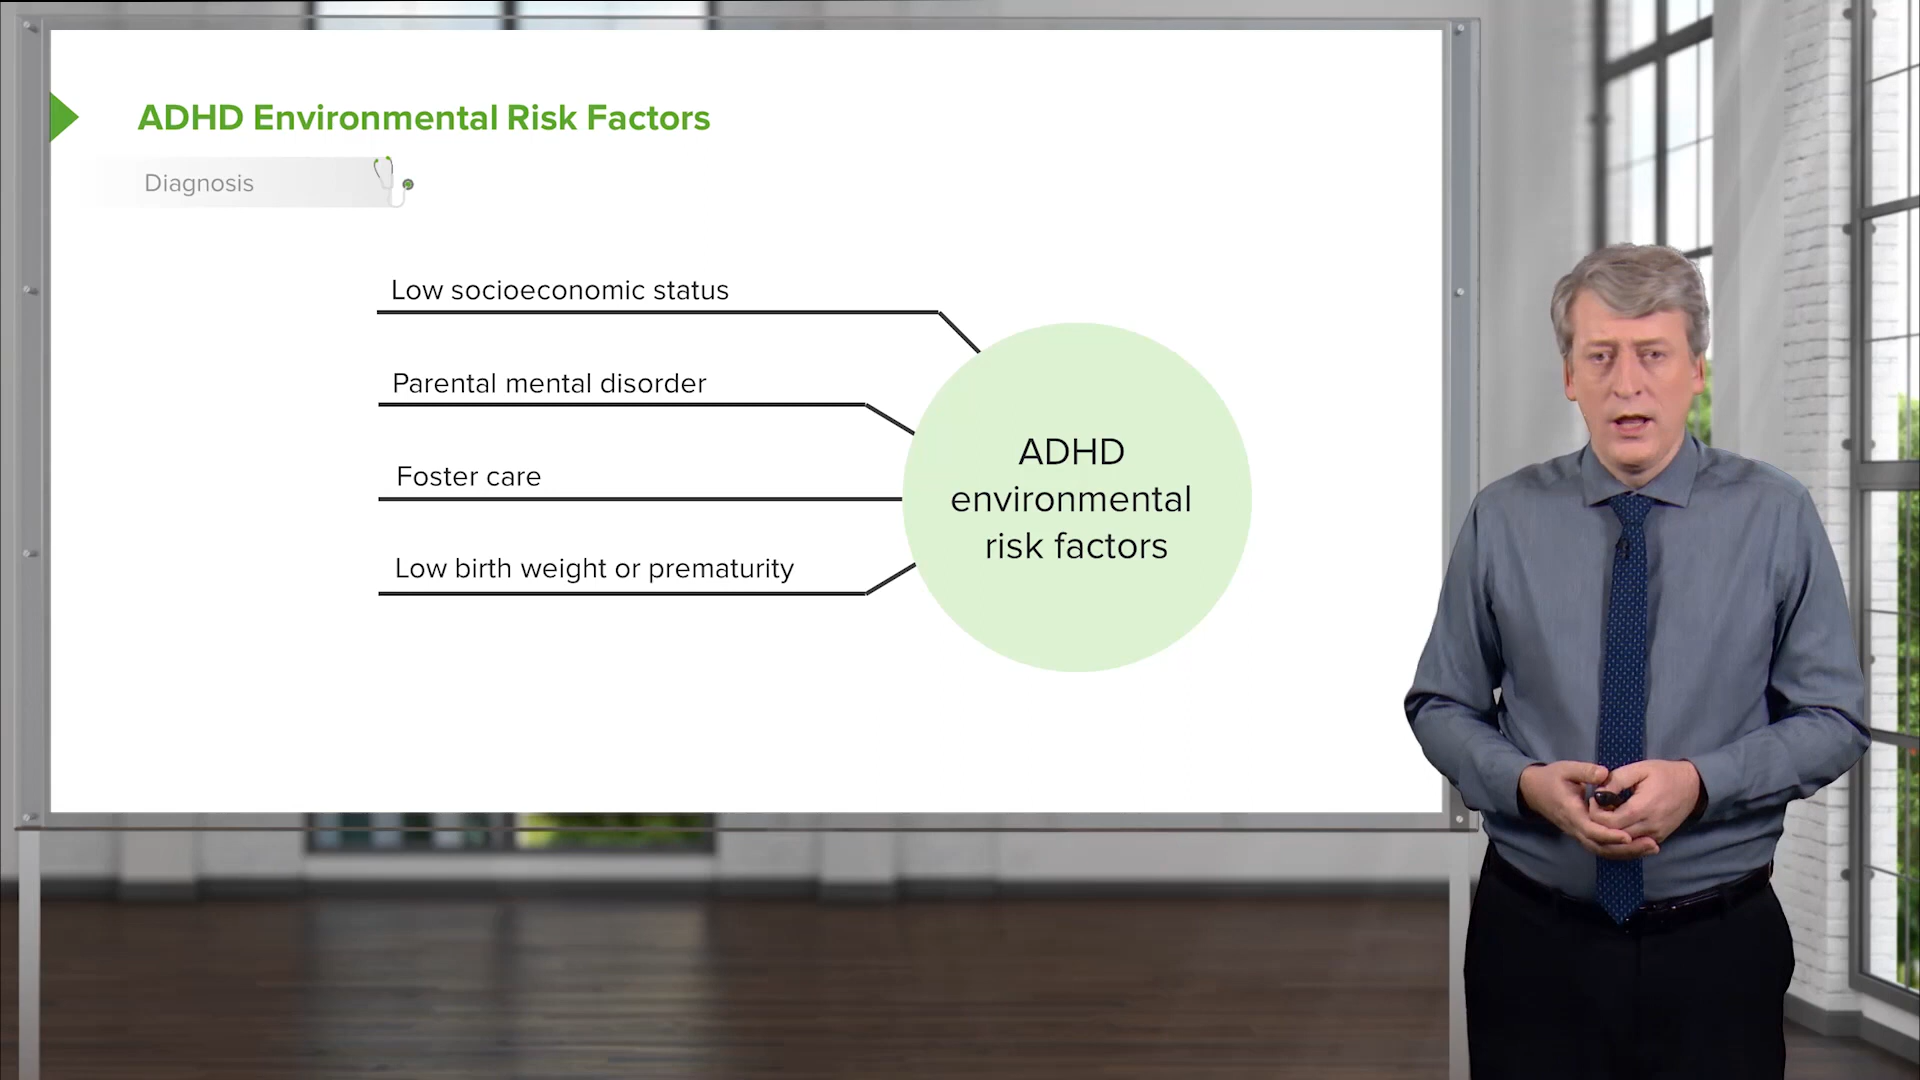 ADHD Environmental Risk Factors
Diagnosis
Low socioeconomic status
Parental mental disorder
Foster care
Low birth weight or prematurity
ADHD
environmental
risk factors